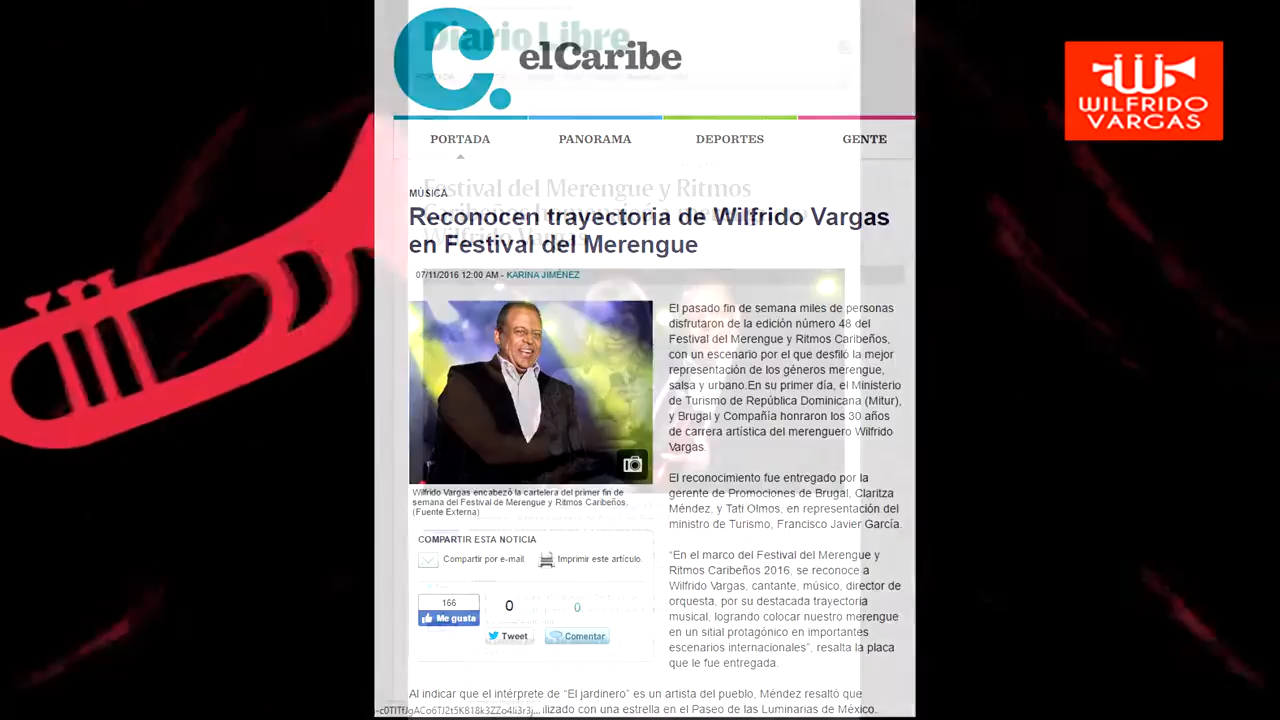 Diario Libre
elCaribe
WILFRIDO
VARGAS
PORTADA
PANORAMA
DEPORTES
GENTE
MÚSICA
Festival del Merengue y Ritmos
Reconocen trayectoria de Wilfrido Vargas
en Festival del Merengue
07/11/2016 12:00 AM - KARINA JIMÉNEZ
El pasado fin de semana miles de personas
disfrutaron de la edición número 48 del
Festival del Merengue y Ritmos Caribeños,
con un escenario por el que desfiló la mejor
representación de los géneros merengue,
salsa y urbano.En su primer día, el Ministerio
de Turismo de República Dominicana (Mitur),
y Brugal y Compañía honraron los 30 años
de carrera artística del merenguero Wilfrido
Vargas.
Wilfrido Vargas encabezó la cartelera del primer fin de
semana del Festival de Merengue y Ritmos Caribeños.
(Fuente Externa)
El reconocimiento fue entregado por la
gerente de Promociones de Brugal, Claritza
Méndez, y Tati Olmos, en representación del
ministro de Turismo, Francisco Javier García.
COMPARTIR ESTA NOTICIA
Compartir por e-mail
Imprimir este artículo.
166
Me gusta
0
Tweet
0
Comentar
“En el marco del Festival del Merengue y
Ritmos Caribeños 2016, se reconoce a
Wilfrido Vargas, cantante, músico, director de
orquesta, por su destacada trayectoria
musical, logrando colocar nuestro merengue
en un sitial protagónico en importantes
escenarios internacionales”, resalta la placa
que le fue entregada.
Al indicar que el intérprete de “El jardinero” es un artista del pueblo, Méndez resaltó que
ilizado con una estrella en el Paseo de las Luminarias de México.